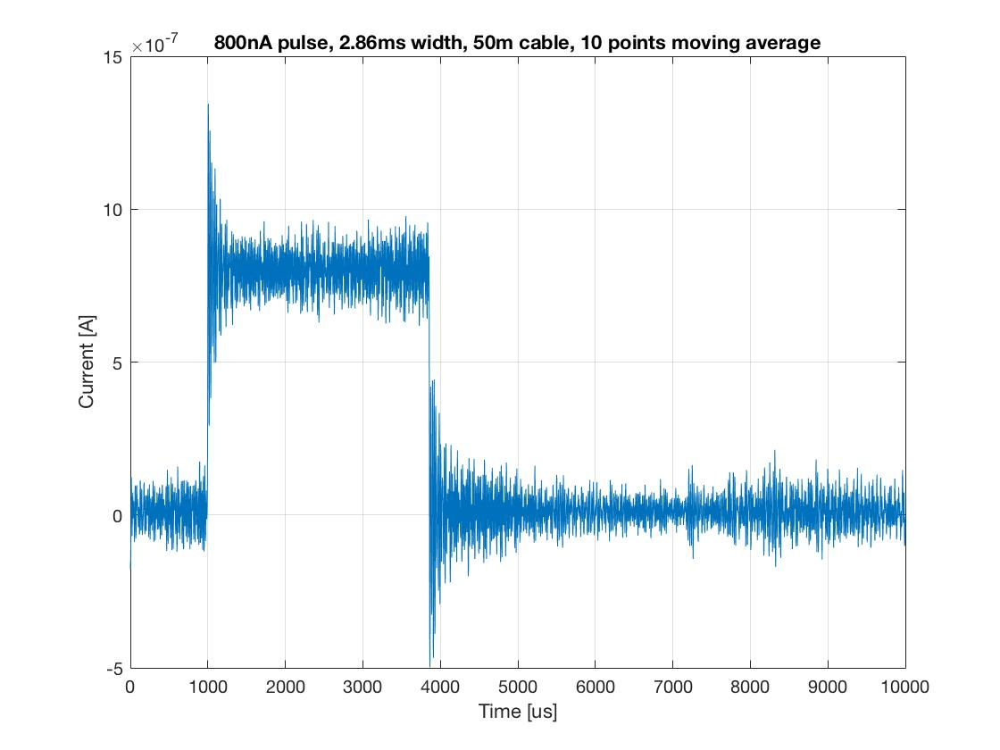 ×10-7
800nA pulse, 2.86ms width, 50m cable, 10 points moving average
15
10
5
0
-5
Current [A]
0 1000 2000 3000 4000 5000 6000 7000 8000 9000 10000
Time [us]